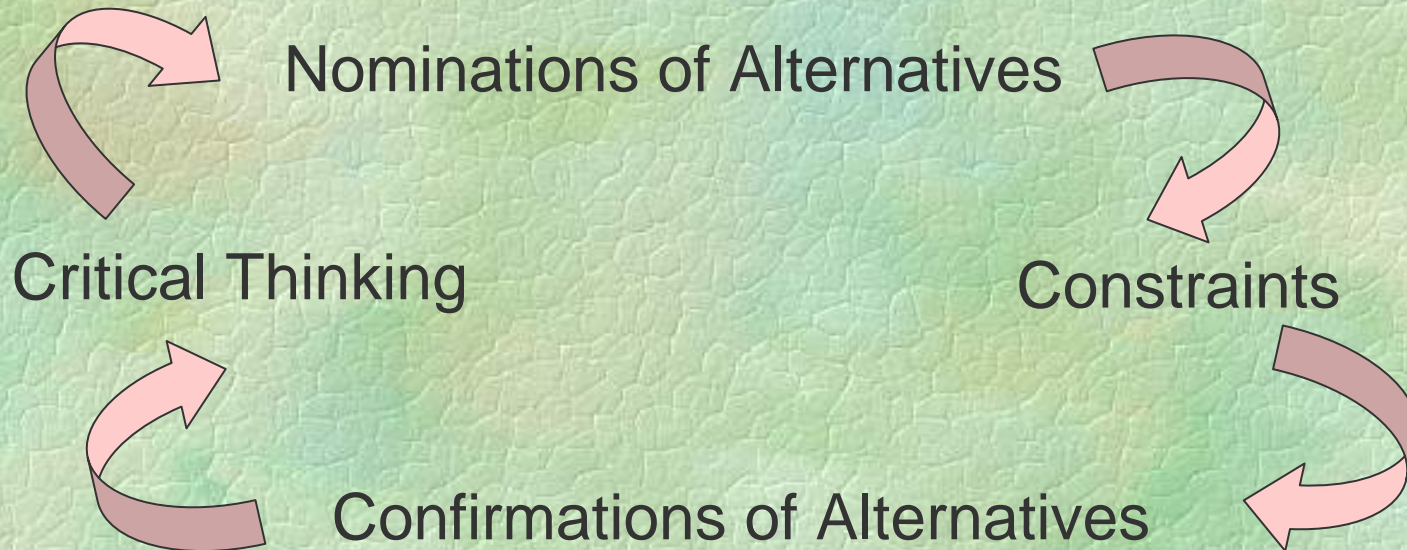 Nominations of Alternatives
Critical Thinking
Constraints
Confirmations of Alternatives